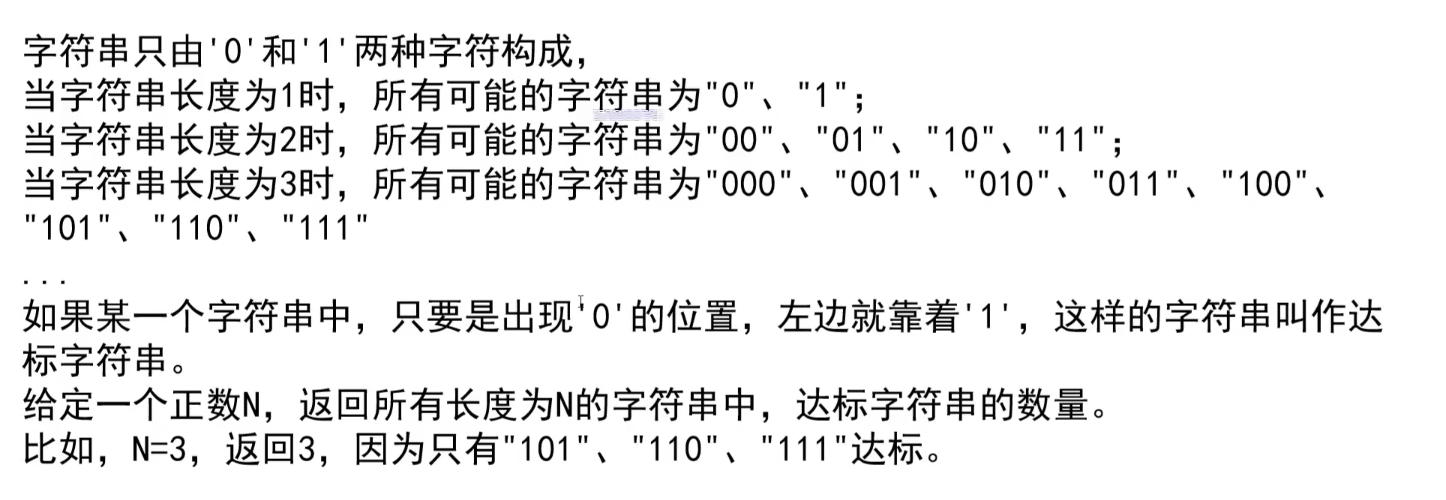 字符串只由'0'和'1'两种字符构成，
当字符串长度为1时，所有可能的字符串为"0"、"1"；
当字符串长度为2时，所有可能的字符串为"00"、"01"、"10"、"11"；
当字符串长度为3时，所有可能的字符串为"000"、"001"、"010"、"011"、"100"、
"101"、"110"、"111"
...
如果某一个字符串中，只要是出现'0'的位置，左边就靠着'1'，这样的字符串叫作达
标字符串。
给定一个正数N，返回所有长度为N的字符串中，达标字符串的数量。
比如，N=3，返回3，因为只有"101"、"110"、"111"达标。